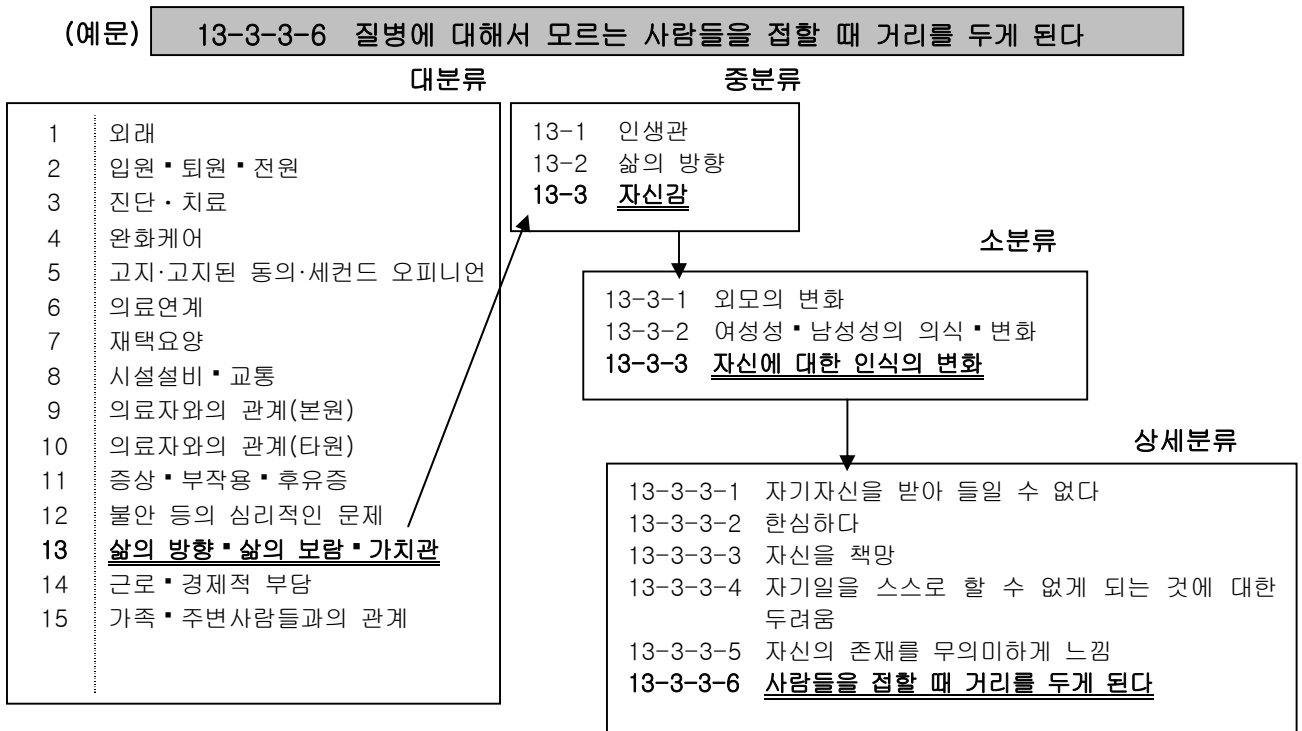 (예문) 13-3-3-6 질병에 대해서 모르는 사람들을 접할 때 거리를 두게 된다
대분류
1 외래
2 입원▪퇴원▪전원
3 진단・치료
4 완화케어
5 고지·고지된 동의·세컨드 오피니언
6 의료연계
7 재택요양
8 시설설비▪교통
9 의료자와의 관계(본원)
10 의료자와의 관계(타원)
11 증상▪부작용▪후유증
12 불안 등의 심리적인 문제
13 삶의 방향▪삶의 보람▪가치관
14 근로▪경제적 부담
15 가족▪주변사람들과의 관계
중분류
13-1 인생관
13-2 삶의 방향
13-3 자신감
소분류
13-3-1 외모의 변화
13-3-2 여성성▪남성성의 의식▪변화
13-3-3 자신에 대한 인식의 변화
상세분류
13-3-3-1 자기자신을 받아 들일 수 없다
13-3-3-2 한심하다
13-3-3-3 자신을 책망
13-3-3-4 자기일을 스스로 할 수 없게 되는 것에 대한
두려움
13-3-3-5 자신의 존재를 무의미하게 느낌
13-3-3-6 사람들을 접할 때 거리를 두게 된다